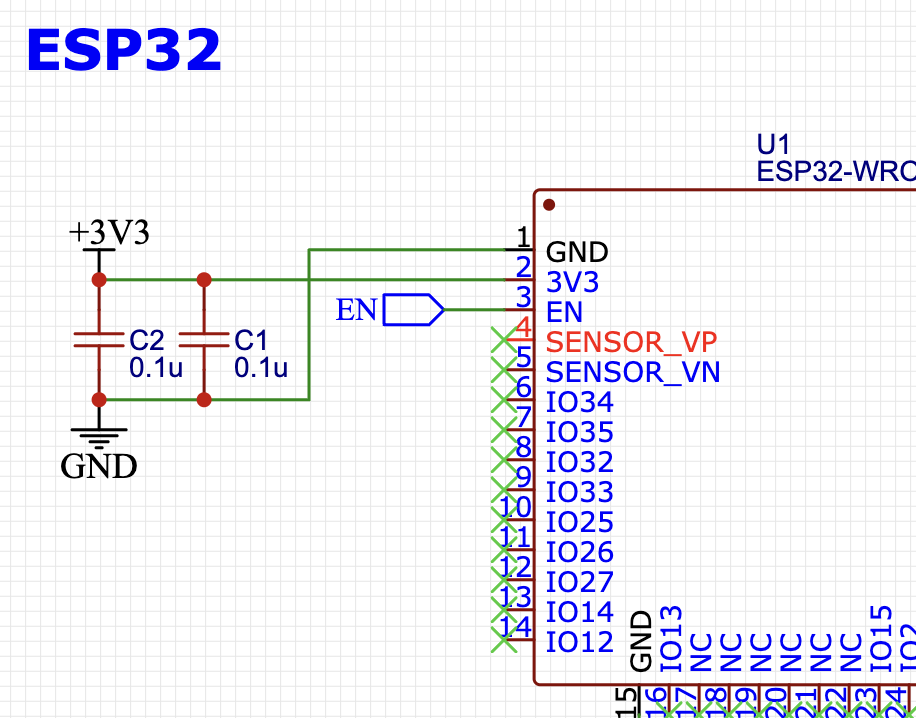 ESP32
U1
ESP32-WRO
+3V3
1 GND
2 3V3
EN
3 EN
4 SENSOR_VP
C2
0.1u
C1
0.1u
5 SENSOR_VN
6 IO34
7 IO35
8 IO32
GND
9 IO33
10 IO25
11 IO26
12 IO27
13 IO14
14 IO12
GND
IO13
NC
NC
NC
NC
NC
NC
IO15
IO2
15
16
17
18
19
20
21
22
23
24